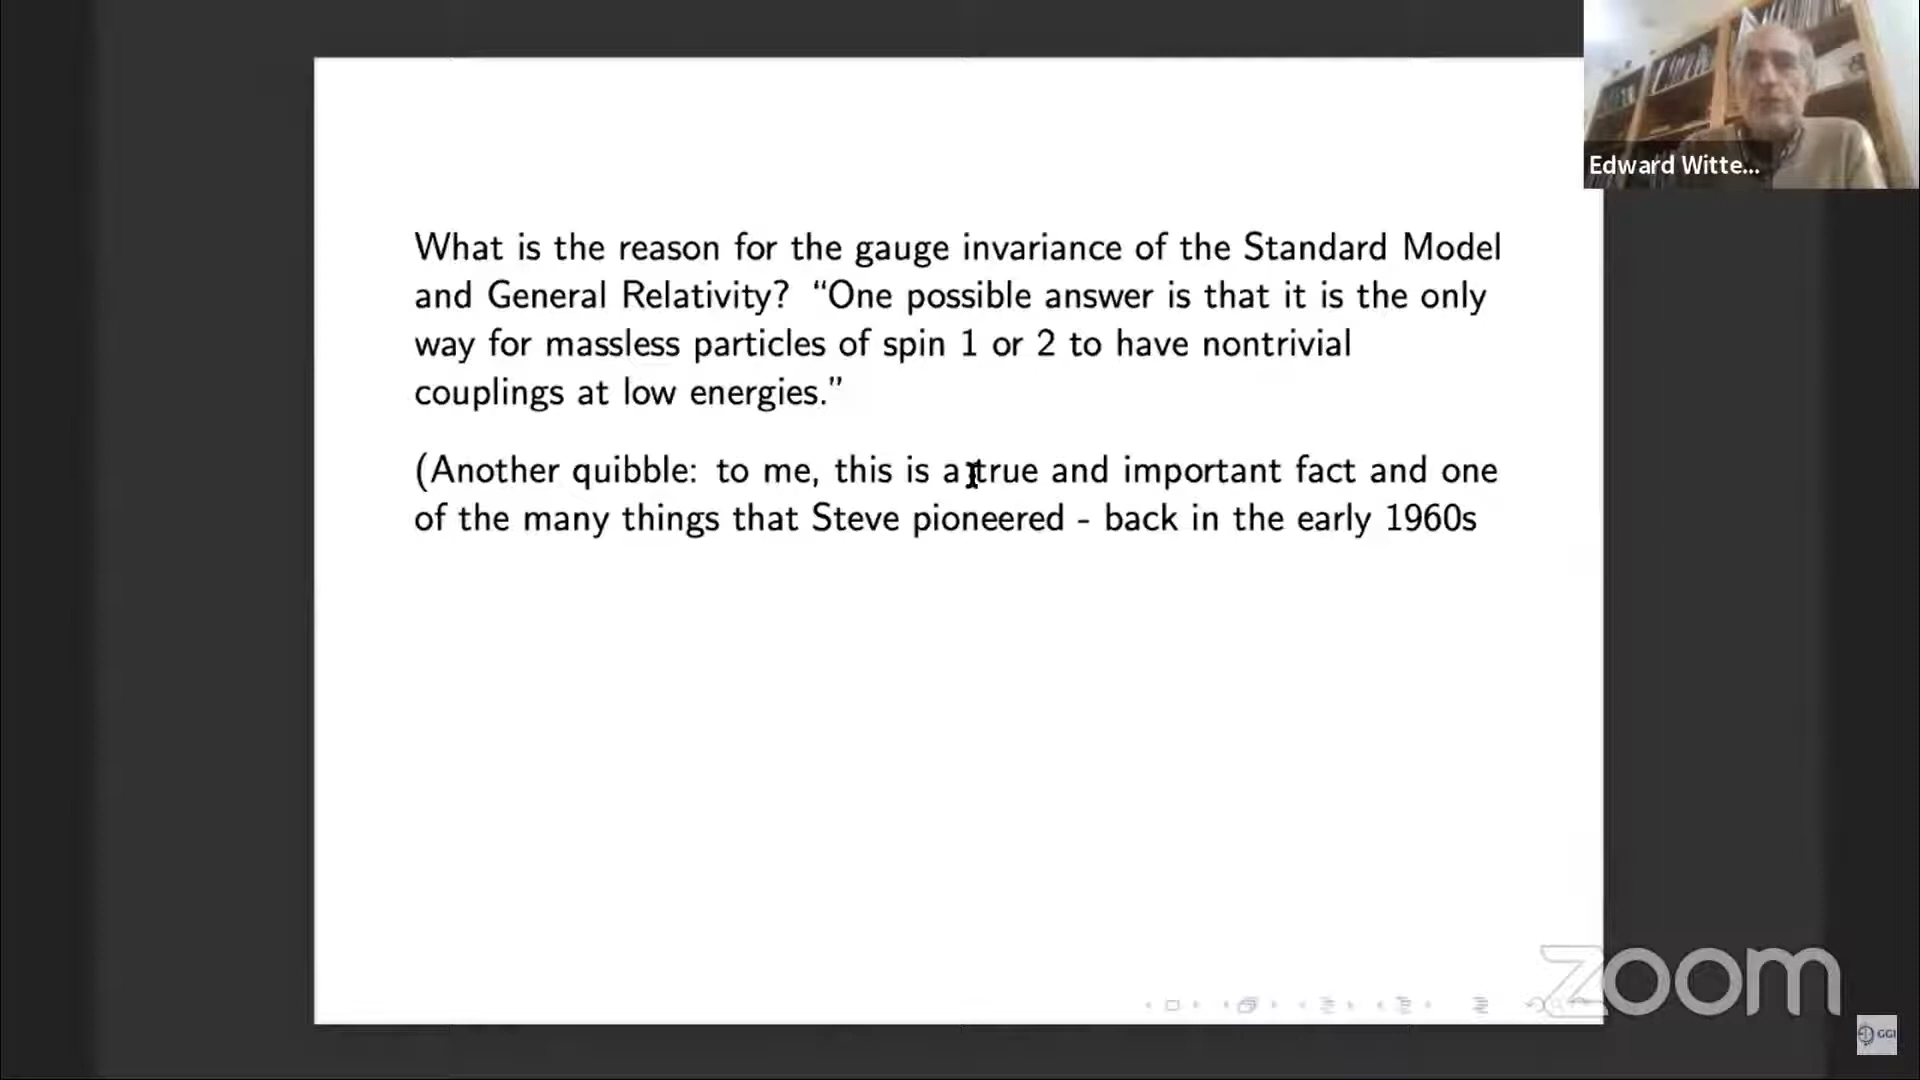 Edward Witte...
What is the reason for the gauge invariance of the Standard Model
and General Relativity? “One possible answer is that it is the only
way for massless particles of spin 1 or 2 to have nontrivial
couplings at low energies.”
(Another quibble: to me, this is a true and important fact and one
of the many things that Steve pioneered - back in the early 1960s
zoom
GGI